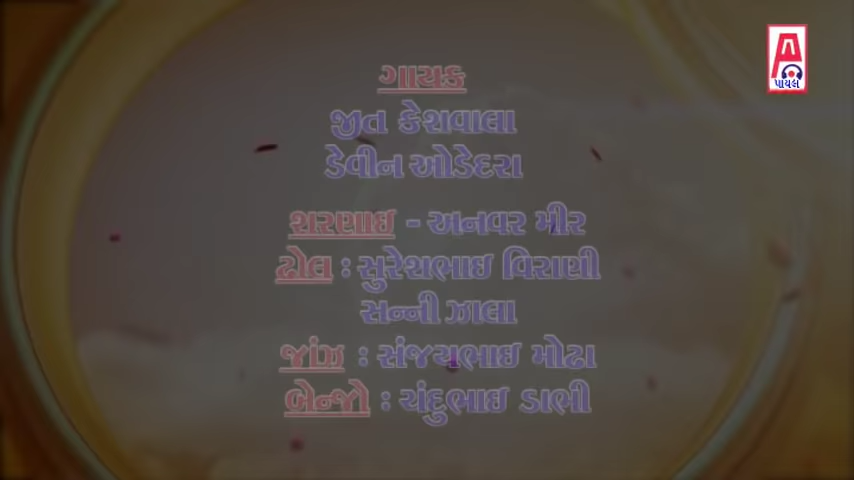 ગાયક
જીત કેશવાલા
ડેવીન ઓડેદરા
શરણાઇ - અનવર મીર
ઢોલ : સુરેશભાઇ વિરાણી
સન્ની ઝાલા
જાંઝ : સંજયભાઇ મોઢા
બેન્જો : ચંદુભાઇ ડાભી
પાયલ